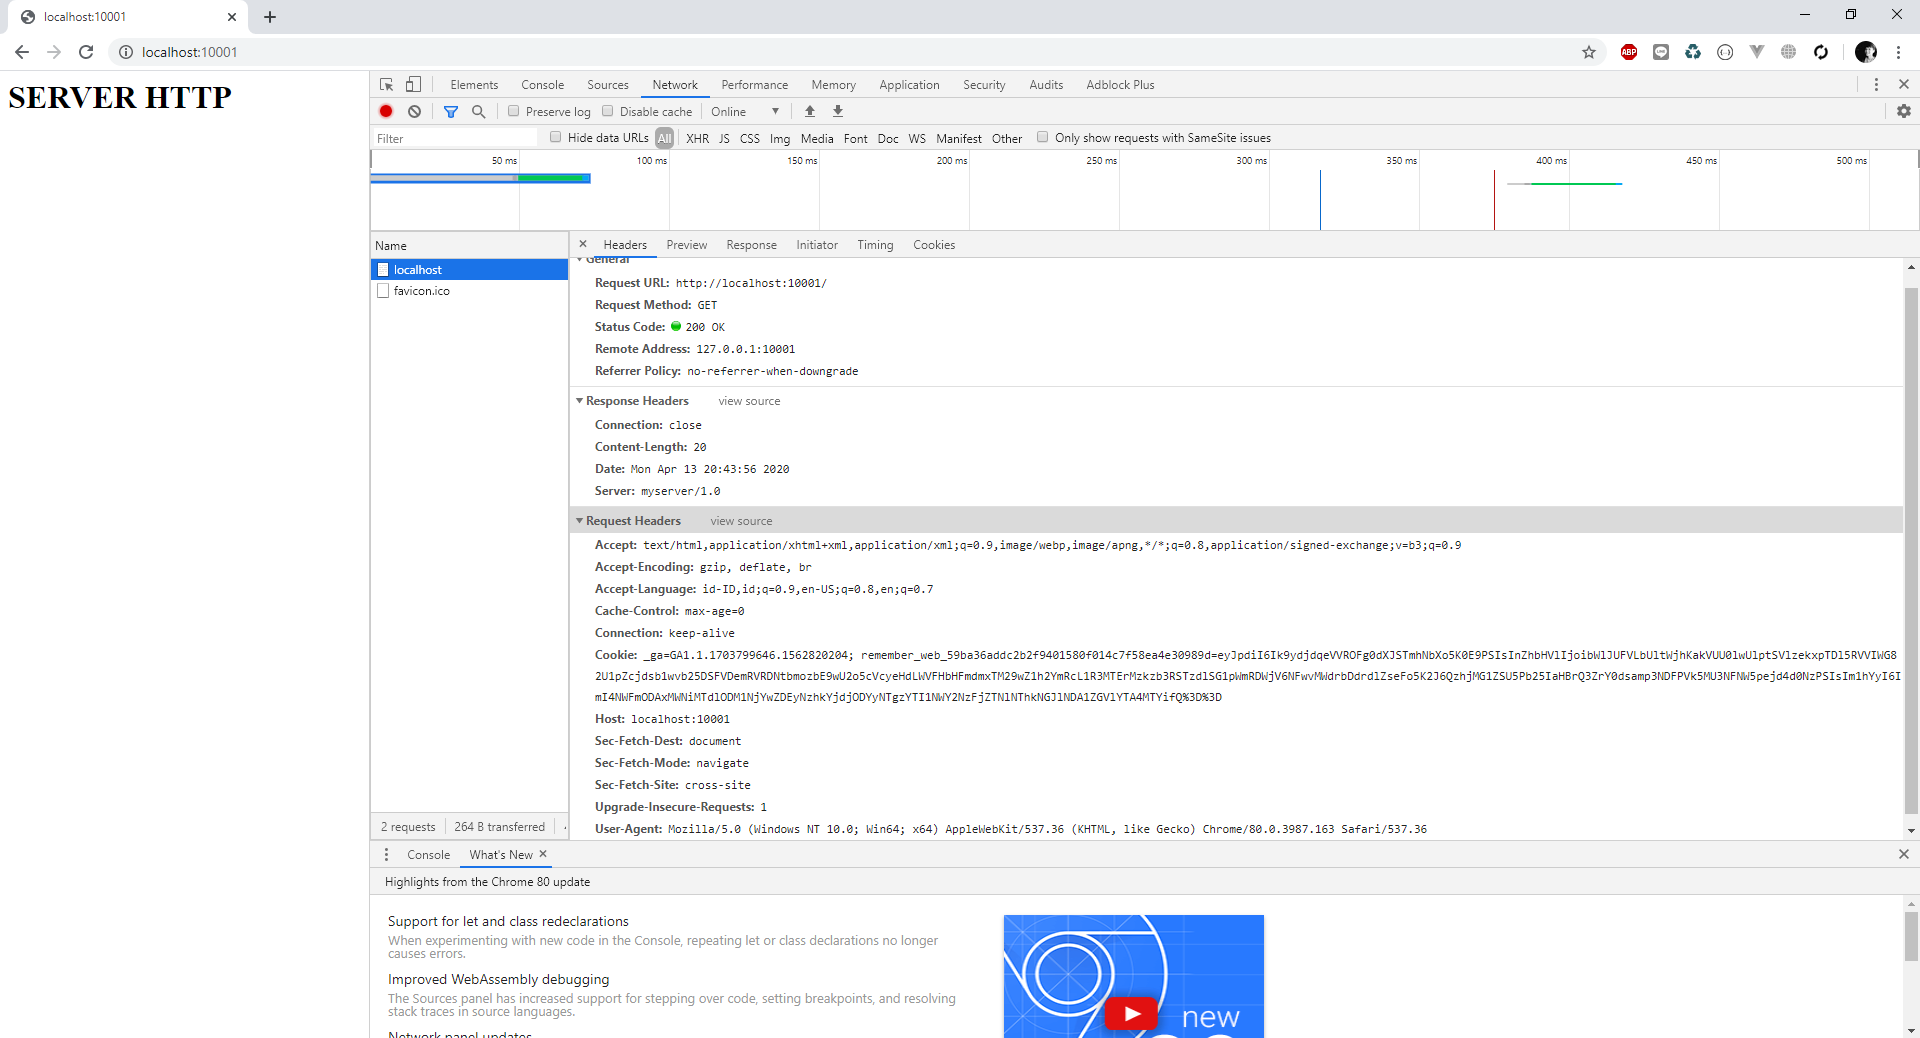 localhost:10001
localhost:10001
ABP
SERVER HTTP
Elements Console Sources Network Performance Memory Application Security Audits Adblock Plus
Preserve log Disable cache Online
Filter Hide data URLs All XHR JS CSS Img Media Font Doc WS Manifest Other Only show requests with SameSite issues
50 ms 100 ms 150 ms 200 ms 250 ms 300 ms 350 ms 400 ms 450 ms 500 ms
Name
localhost
favicon.ico
2 requests 264 B transferred
Headers Preview Response Initiator Timing Cookies
General
Request URL: http://localhost:10001/
Request Method: GET
Status Code: 200 OK
Remote Address: 127.0.0.1:10001
Referrer Policy: no-referrer-when-downgrade
Response Headers view source
Connection: close
Content-Length: 20
Date: Mon Apr 13 20:43:56 2020
Server: myserver/1.0
Request Headers view source
Accept: text/html,application/xhtml+xml,application/xml;q=0.9,image/webp,image/apng,*/*;q=0.8,application/signed-exchange;v=b3;q=0.9
Accept-Encoding: gzip, deflate, br
Accept-Language: id-ID,id;q=0.9,en-US;q=0.8,en;q=0.7
Cache-Control: max-age=0
Connection: keep-alive
Cookie: _ga=GA1.1.1703799646.1562820204;
Host: localhost:10001
Sec-Fetch-Dest: document
Sec-Fetch-Mode: navigate
Sec-Fetch-Site: cross-site
Upgrade-Insecure-Requests: 1
User-Agent: Mozilla/5.0 (Windows NT 10.0; Win64; x64) AppleWebKit/537.36 (KHTML, like Gecko) Chrome/80.0.3987.163 Safari/537.36
Console What's New
Highlights from the Chrome 80 update
Support for let and class redeclarations
When experimenting with new code in the Console, repeating let or class declarations no longer
causes errors.
Improved WebAssembly debugging
The Sources panel has increased support for stepping over code, setting breakpoints, and resolving
stack traces in source languages.
Network panel updates
new